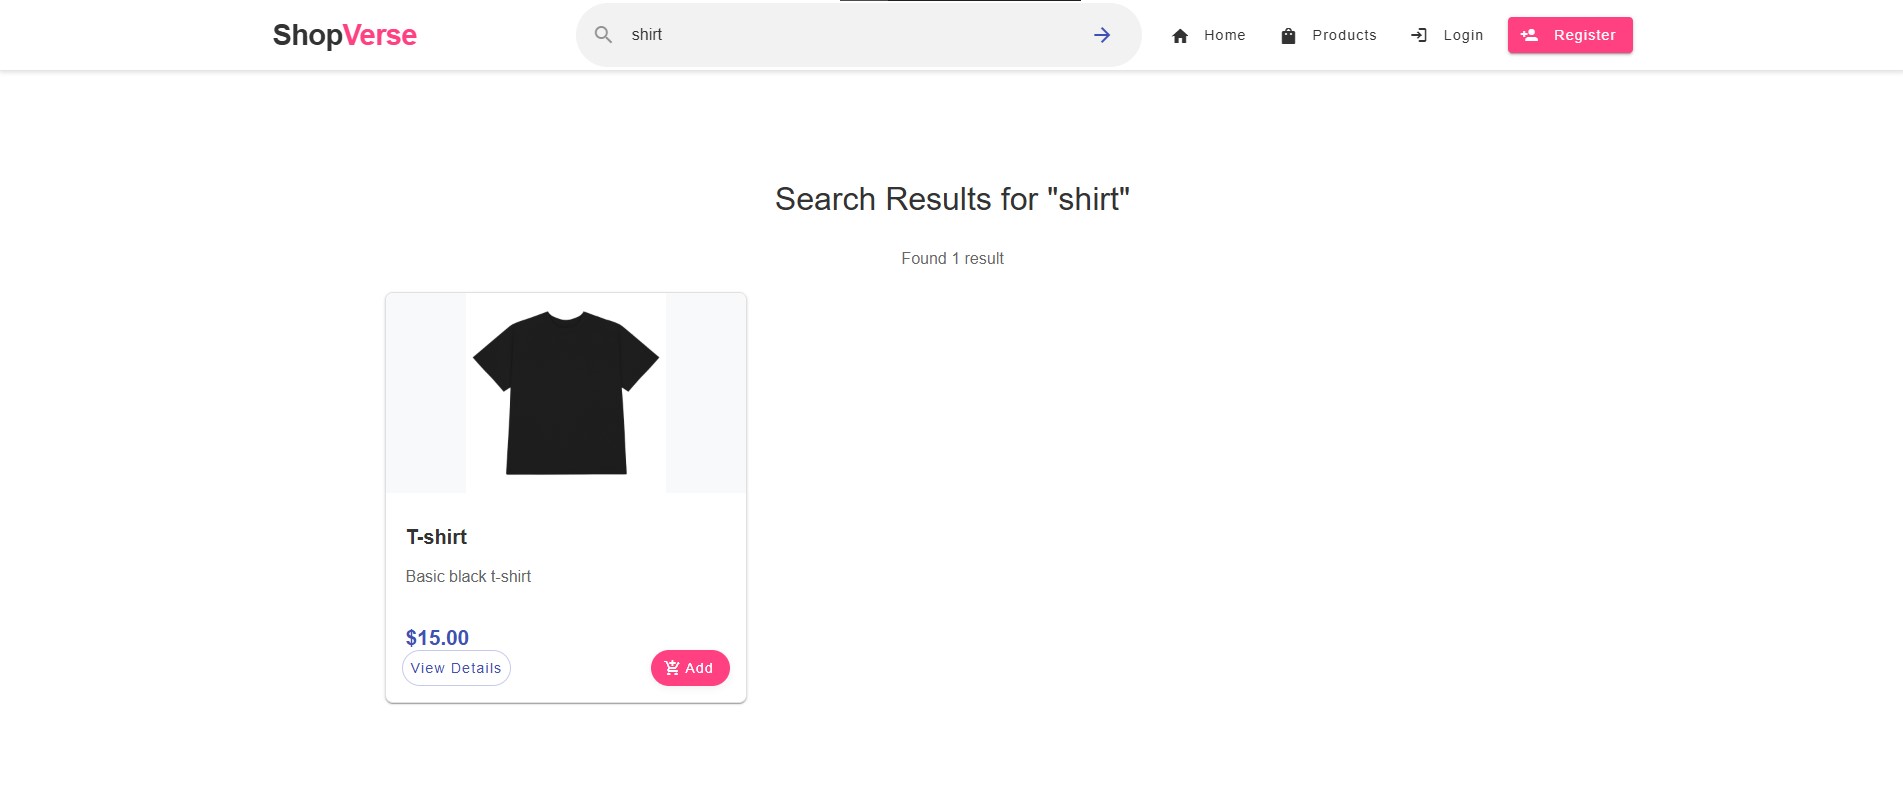 ShopVerse
shirt
Home
Products
Login
Register
Search Results for "shirt"
Found 1 result
T-shirt
Basic black t-shirt
$15.00
View Details
Add